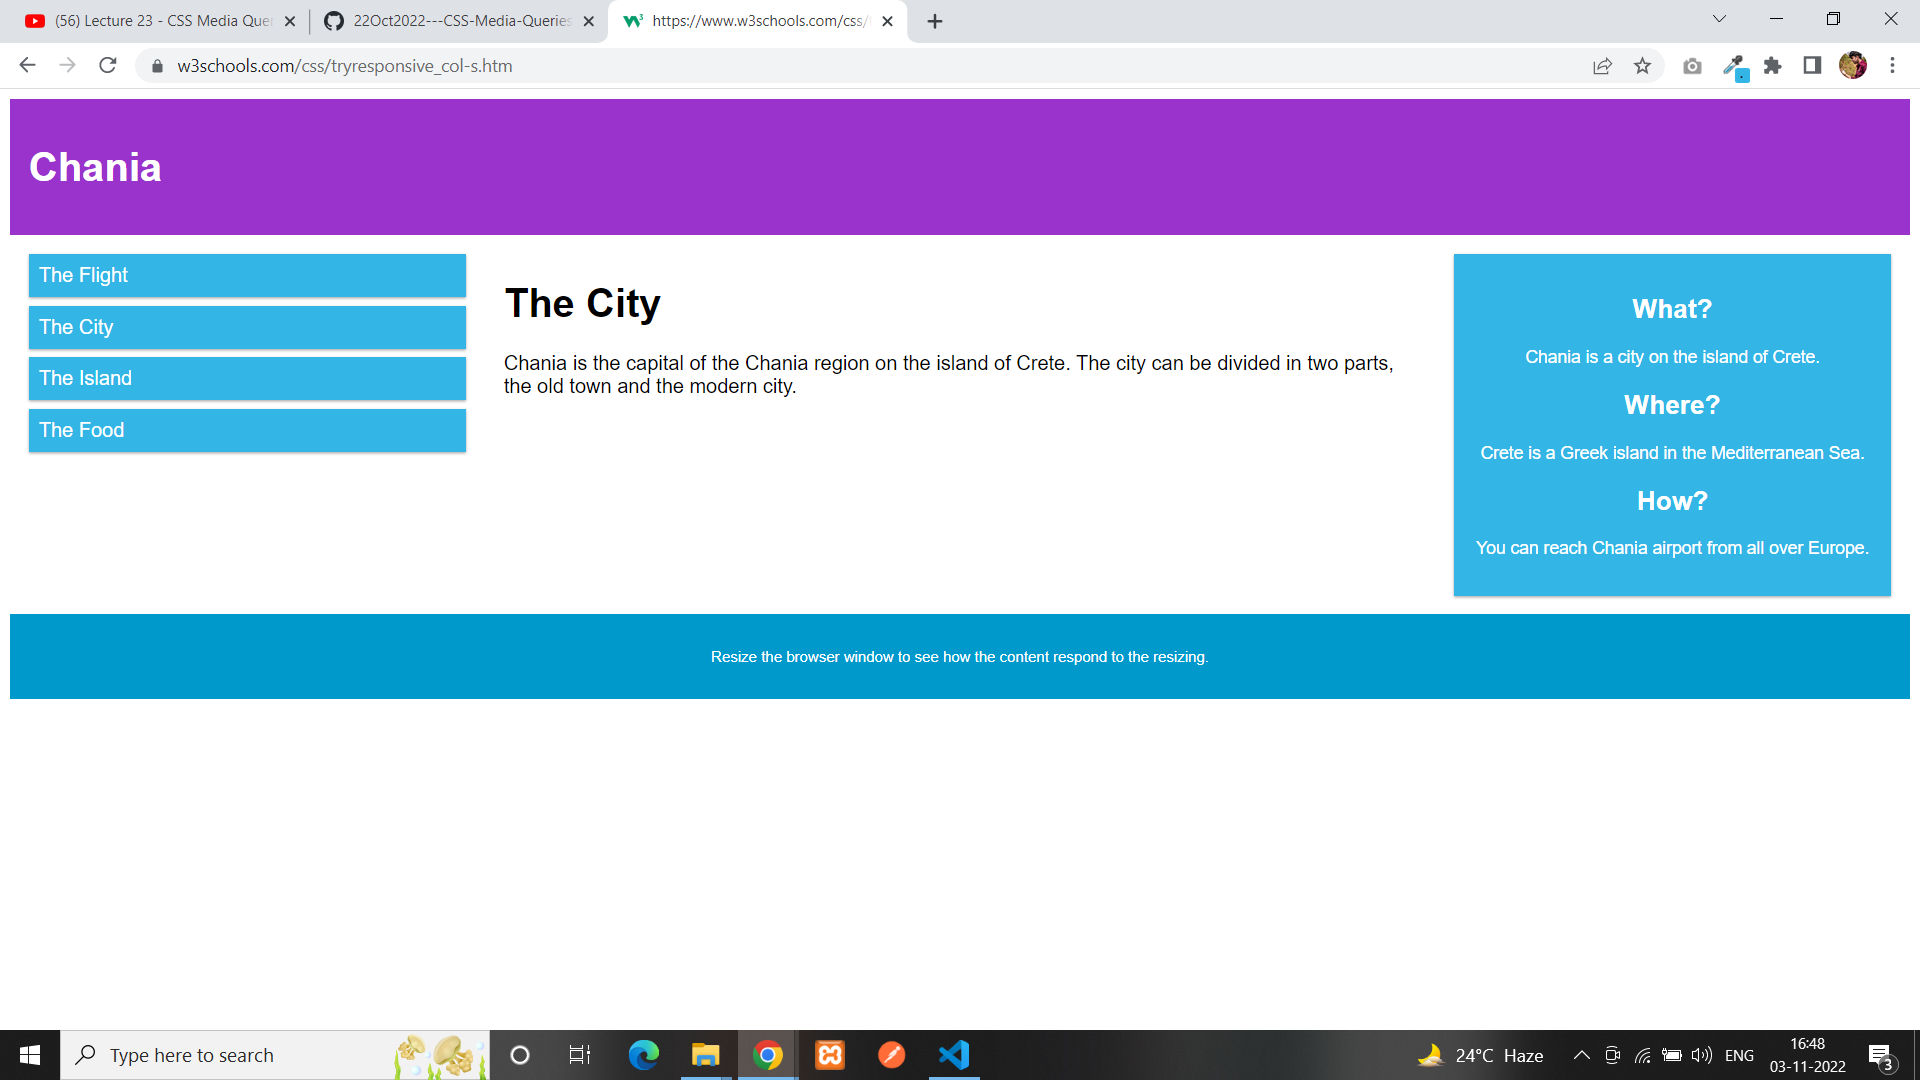 (56) Lecture 23 - CSS Media Quer
22Oct2022---CSS-Media-Queries
https://www.w3schools.com/css/
w3schools.com/css/tryresponsive_col-s.htm
Chania
The Flight
The City
The Island
The Food
The City
Chania is the capital of the Chania region on the island of Crete. The city can be divided in two parts,
the old town and the modern city.
What?
Chania is a city on the island of Crete.
Where?
Crete is a Greek island in the Mediterranean Sea.
How?
You can reach Chania airport from all over Europe.
Resize the browser window to see how the content respond to the resizing.
Type here to search
24°C Haze
ENG
16:48
03-11-2022
3